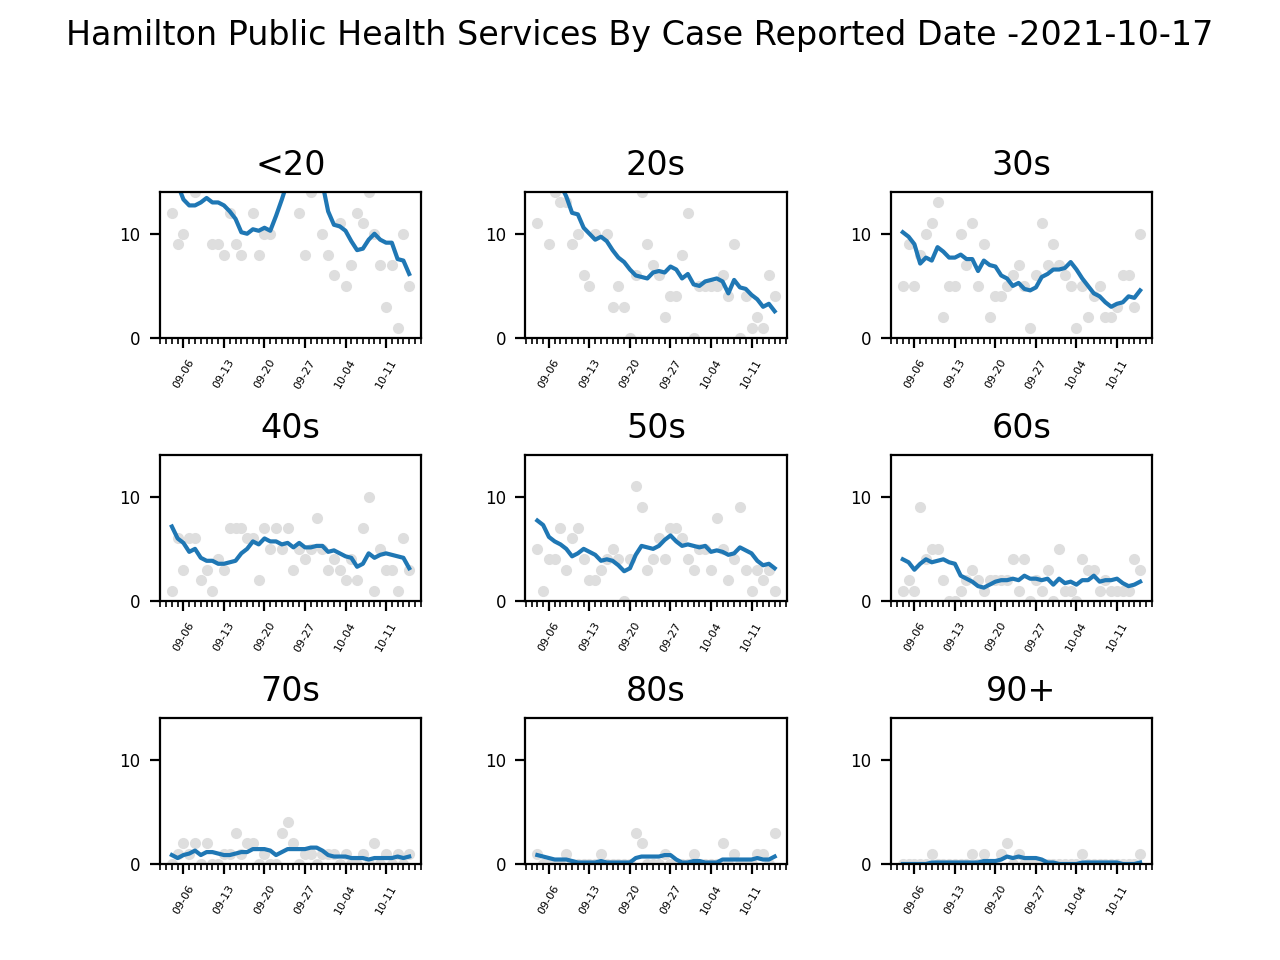 Hamilton Public Health Services By Case Reported Date -2021-10-17
<20 20s 30s
10 10 10
0 0 0
09-06 09-13 09-20 09-27 10-04 10-11 09-06 09-13 09-20 09-27 10-04 10-11 09-06 09-13 09-20 09-27 10-04 10-11
40s 50s 60s
10 10 10
0 0 0
09-06 09-13 09-20 09-27 10-04 10-11 09-06 09-13 09-20 09-27 10-04 10-11 09-06 09-13 09-20 09-27 10-04 10-11
70s 80s 90+
10 10 10
0 0 0
09-06 09-13 09-20 09-27 10-04 10-11 09-06 09-13 09-20 09-27 10-04 10-11 09-06 09-13 09-20 09-27 10-04 10-11